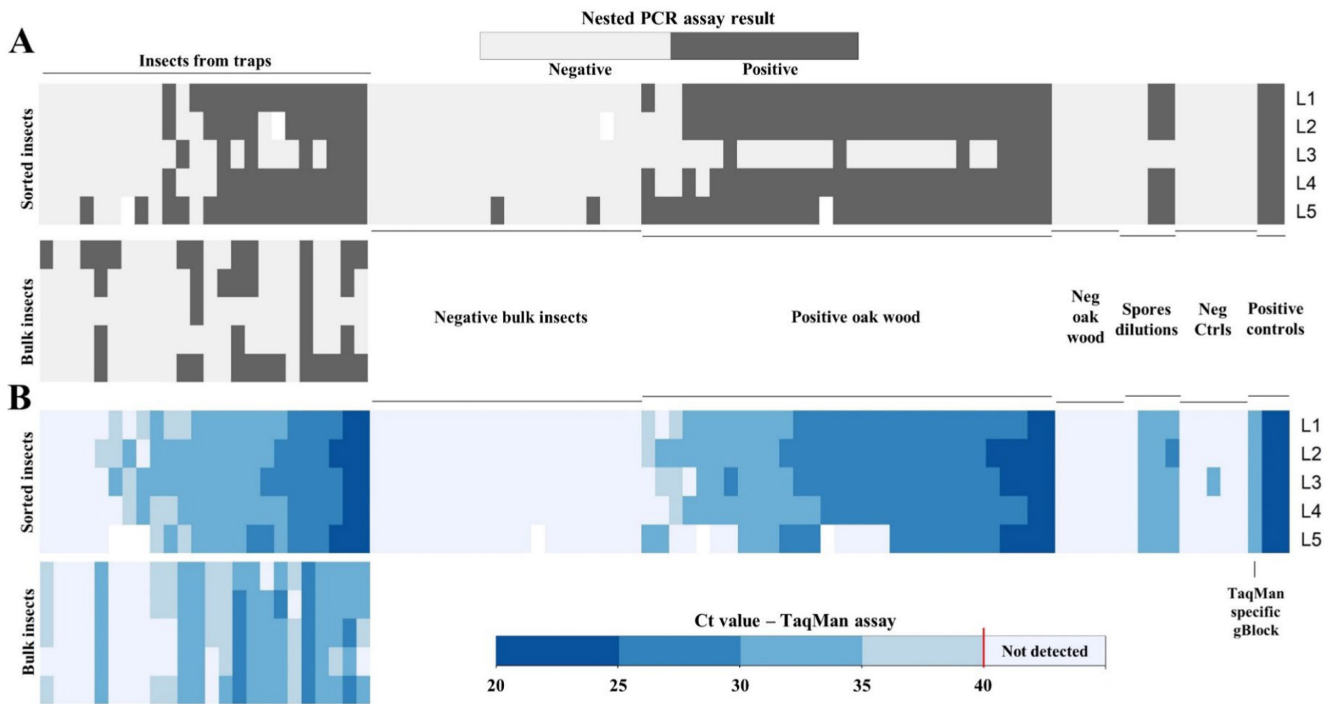 Nested PCR assay result
A
Insects from traps
Negative
Positive
Sorted insects
L1
L2
L3
L4
L5
Bulk insects
Negative bulk insects
Positive oak wood
Neg
oak
wood
Spores
dilutions
Neg
Ctrls
Positive
controls
B
Sorted insects
L1
L2
L3
L4
L5
Bulk insects
TaqMan
specific
gBlock
Ct value – TaqMan assay
Not detected
20
25
30
35
40